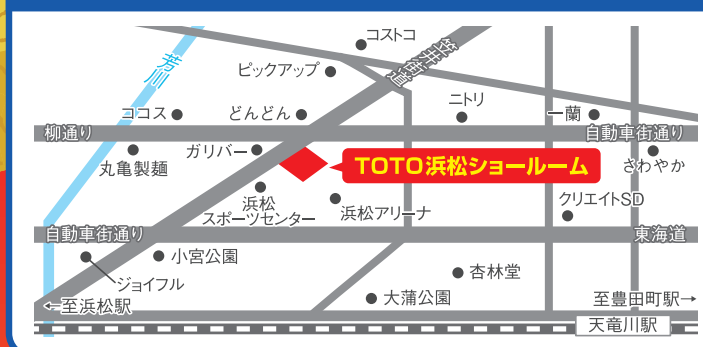 コストコ
笠井街道
芳川
ピックアップ
ニトリ
ココス
どんどん
一蘭
柳通り
自動車街通り
丸亀製麺
ガリバー
TOTO浜松ショールーム
さわやか
浜松
スポーツセンター
浜松アリーナ
クリエイトSD
自動車街通り
東海道
小宮公園
杏林堂
ジョイフル
大蒲公園
←至浜松駅
至豊田町駅→
天竜川駅